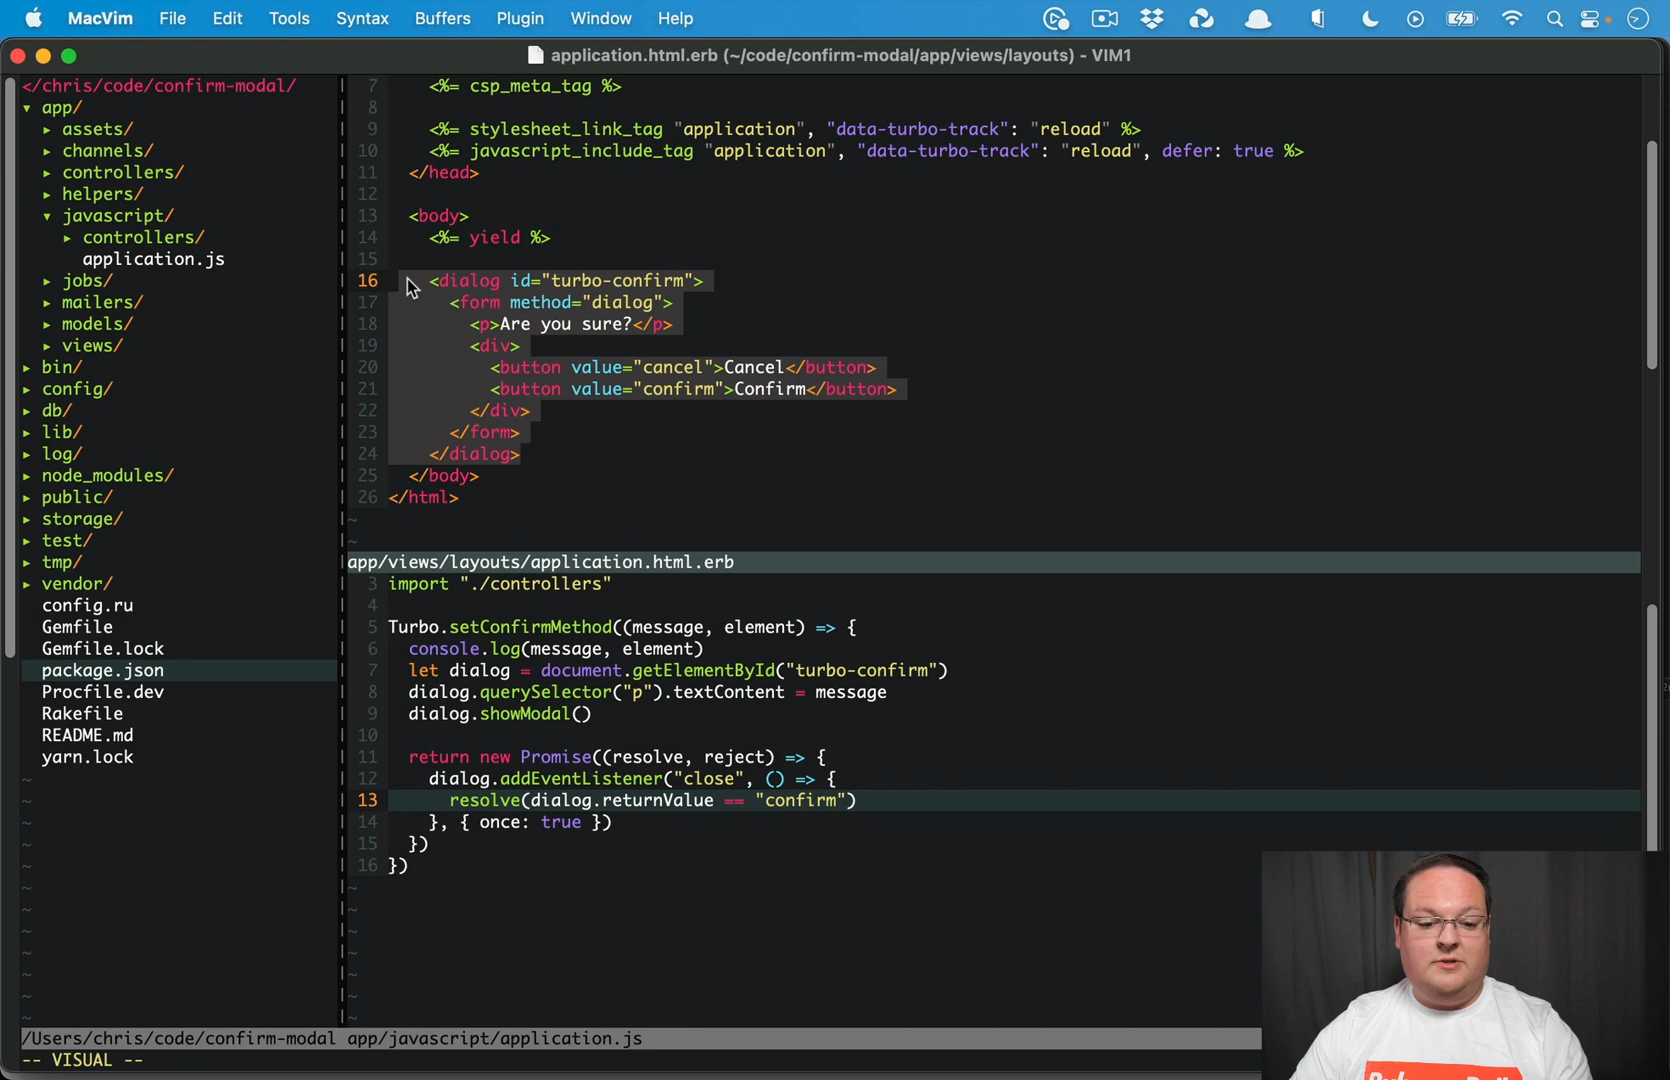 MacVim File Edit Tools Syntax Buffers Plugin Window Help
application.html.erb (~/code/confirm-modal/app/views/layouts) - VIM1
</chris/code/confirm-modal/
▾ app/
▸ assets/
▸ channels/
▸ controllers/
▸ helpers/
▾ javascript/
▸ controllers/
application.js
▸ jobs/
▸ mailers/
▸ models/
▸ views/
▸ bin/
▸ config/
▸ db/
▸ lib/
▸ log/
▸ node_modules/
▸ public/
▸ storage/
▸ test/
▸ tmp/
▸ vendor/
config.ru
Gemfile
Gemfile.lock
package.json
Procfile.dev
Rakefile
README.md
yarn.lock
7 <%= csp_meta_tag %>
8
9 <%= stylesheet_link_tag "application", "data-turbo-track": "reload" %>
10 <%= javascript_include_tag "application", "data-turbo-track": "reload", defer: true %>
11 </head>
12
13 <body>
14 <%= yield %>
15
16 <dialog id="turbo-confirm">
17 <form method="dialog">
18 <p>Are you sure?</p>
19 <div>
20 <button value="cancel">Cancel</button>
21 <button value="confirm">Confirm</button>
22 </div>
23 </form>
24 </dialog>
25 </body>
26 </html>
~
~
app/views/layouts/application.html.erb
3 import "./controllers"
4
5 Turbo.setConfirmMethod((message, element) => {
6 console.log(message, element)
7 let dialog = document.getElementById("turbo-confirm")
8 dialog.querySelector("p").textContent = message
9 dialog.showModal()
10
11 return new Promise((resolve, reject) => {
12 dialog.addEventListener("close", () => {
13 resolve(dialog.returnValue == "confirm")
14 }, { once: true })
15 })
16 })
/Users/chris/code/confirm-modal app/javascript/application.js
-- VISUAL --